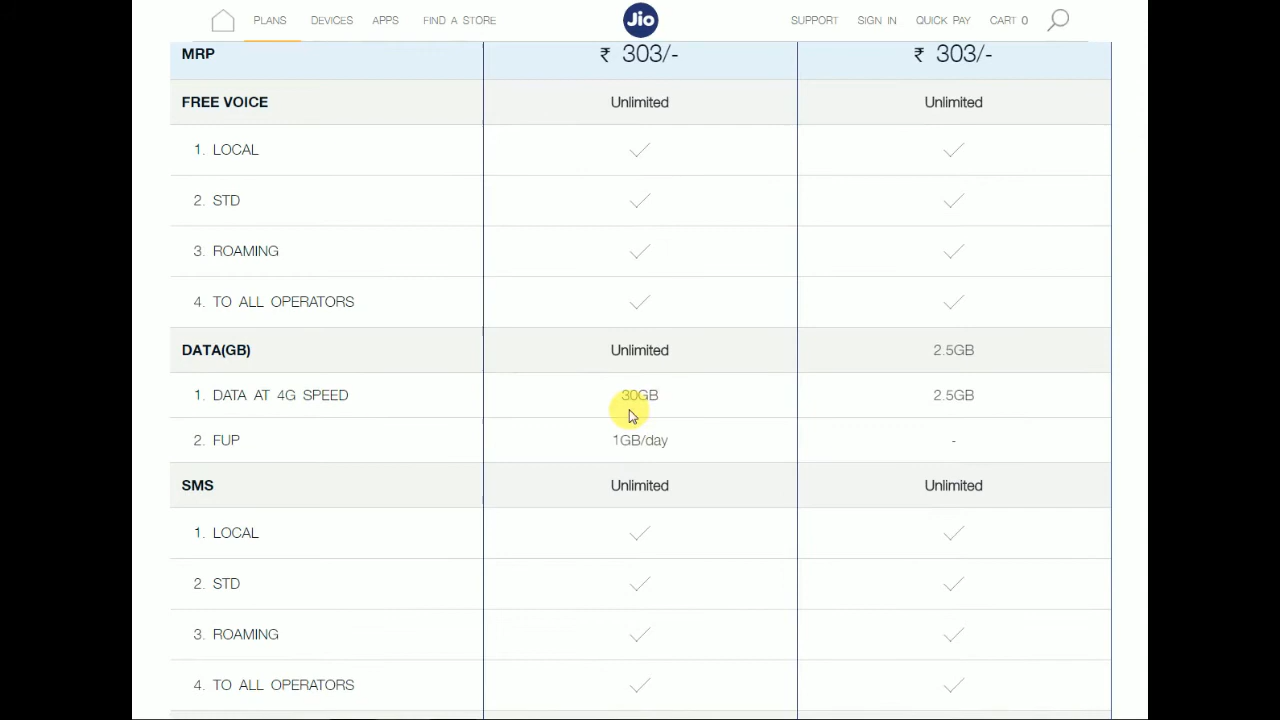 PLANS DEVICES APPS FIND A STORE Jio SUPPORT SIGN IN QUICK PAY CART 0
MRP ₹ 303/- ₹ 303/-
FREE VOICE Unlimited Unlimited
1. LOCAL
2. STD
3. ROAMING
4. TO ALL OPERATORS
DATA(GB) Unlimited 2.5GB
1. DATA AT 4G SPEED 30GB 2.5GB
2. FUP 1GB/day -
SMS Unlimited Unlimited
1. LOCAL
2. STD
3. ROAMING
4. TO ALL OPERATORS